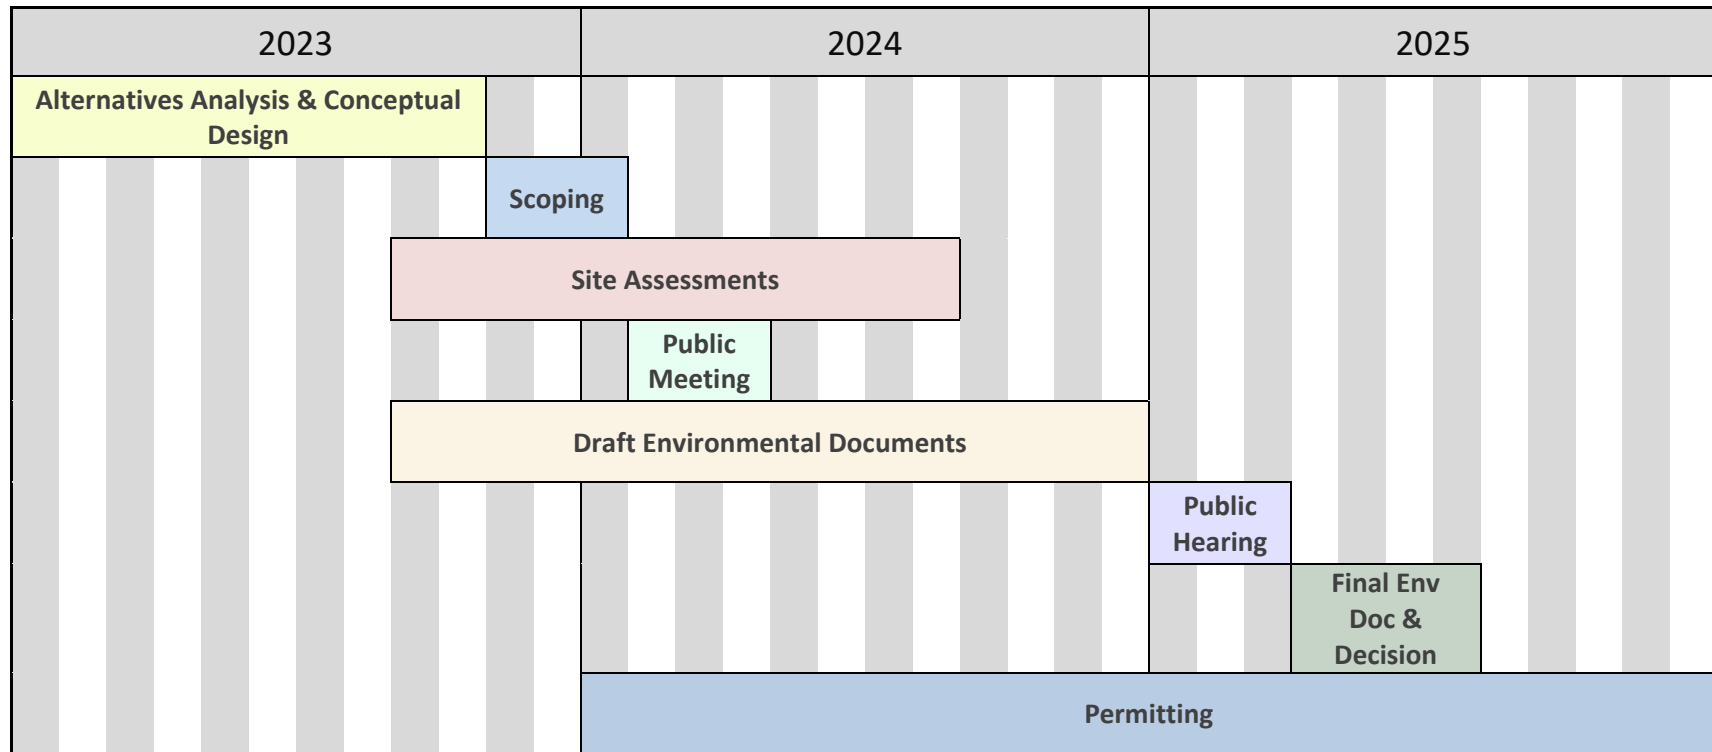 2023
2024
2025
Alternatives Analysis & Conceptual
Design
Scoping
Site Assessments
Public
Meeting
Draft Environmental Documents
Public
Hearing
Final Env
Doc &
Decision
Permitting